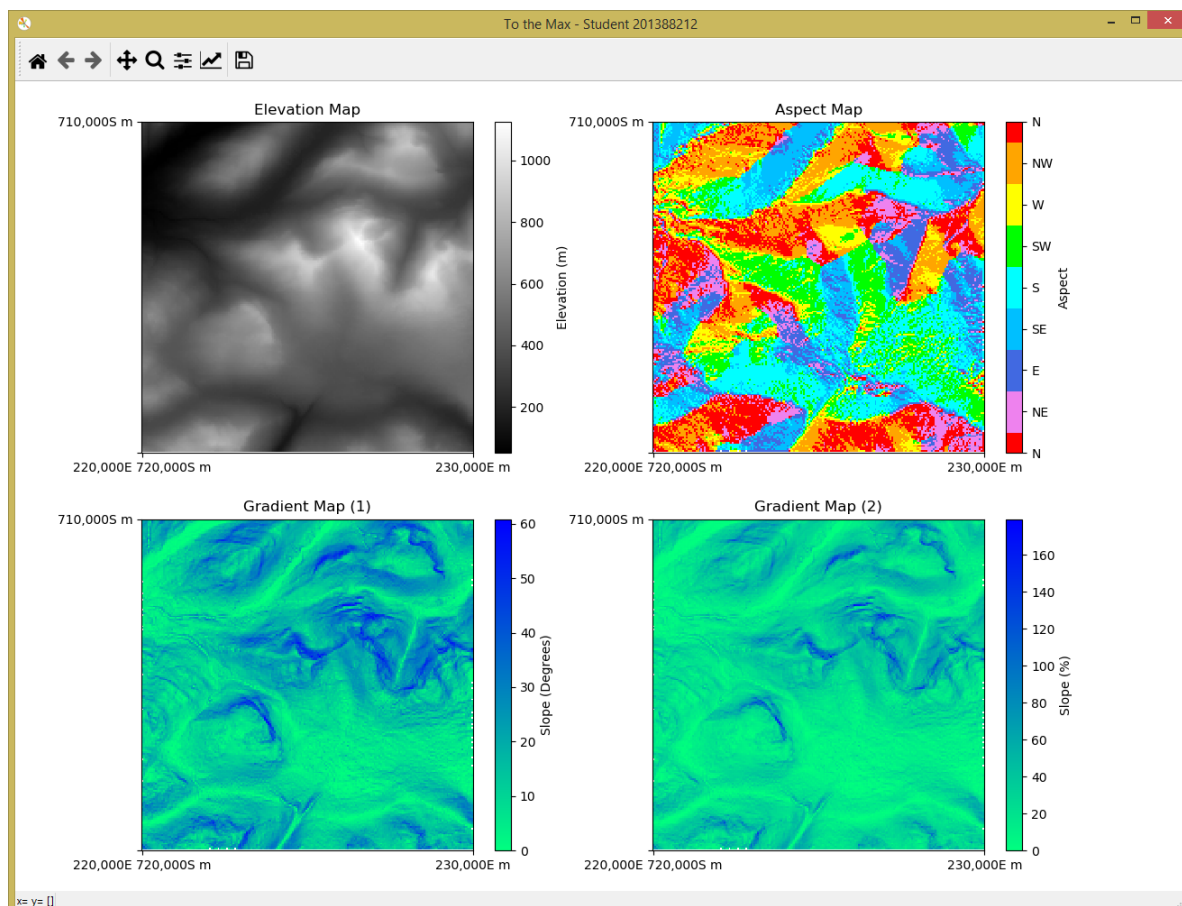 To the Max - Student 201388212
Elevation Map
710,000S m
1000
800
600
400
200
Elevation (m)
220,000E 720,000S m
230,000E m
Aspect Map
710,000S m
N
NW
W
SW
S
SE
E
NE
N
Aspect
220,000E 720,000S m
230,000E m
Gradient Map (1)
710,000S m
60
50
40
30
20
10
0
Slope (Degrees)
220,000E 720,000S m
230,000E m
Gradient Map (2)
710,000S m
160
140
120
100
80
60
40
20
0
Slope (%)
220,000E 720,000S m
230,000E m
x= y= []